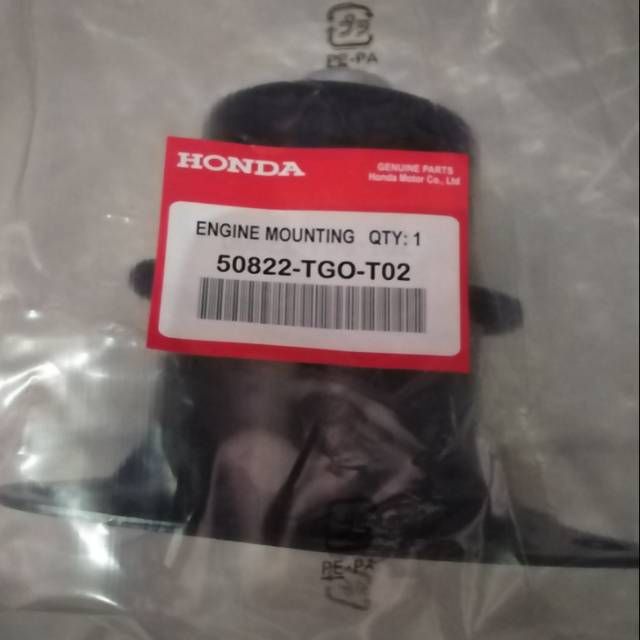 PE-PA
HONDA
GENUINE PARTS
Honda Motor Co., Ltd
ENGINE MOUNTING QTY: 1
50822-TGO-T02
PE-PA